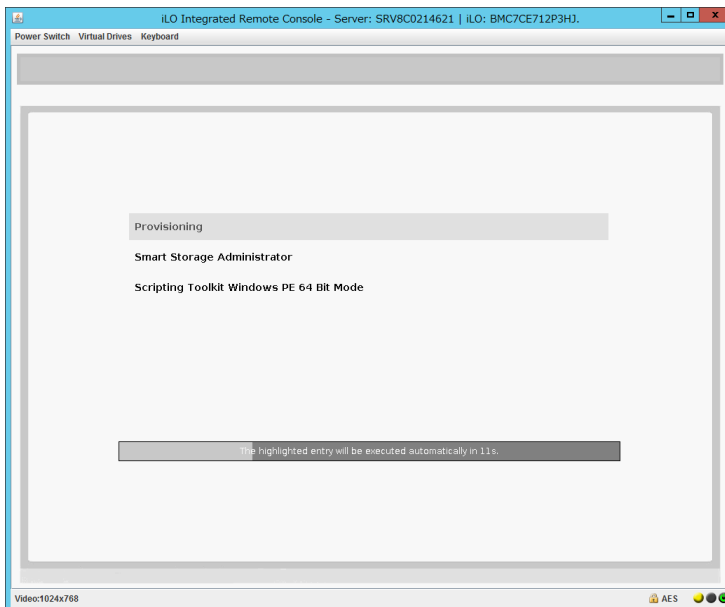 iLO Integrated Remote Console - Server: SRV8C0214621 | iLO: BMC7CE712P3HJ.
Power Switch Virtual Drives Keyboard
Provisioning
Smart Storage Administrator
Scripting Toolkit Windows PE 64 Bit Mode
The highlighted entry will be executed automatically in 11s.
Video:1024x768 AES